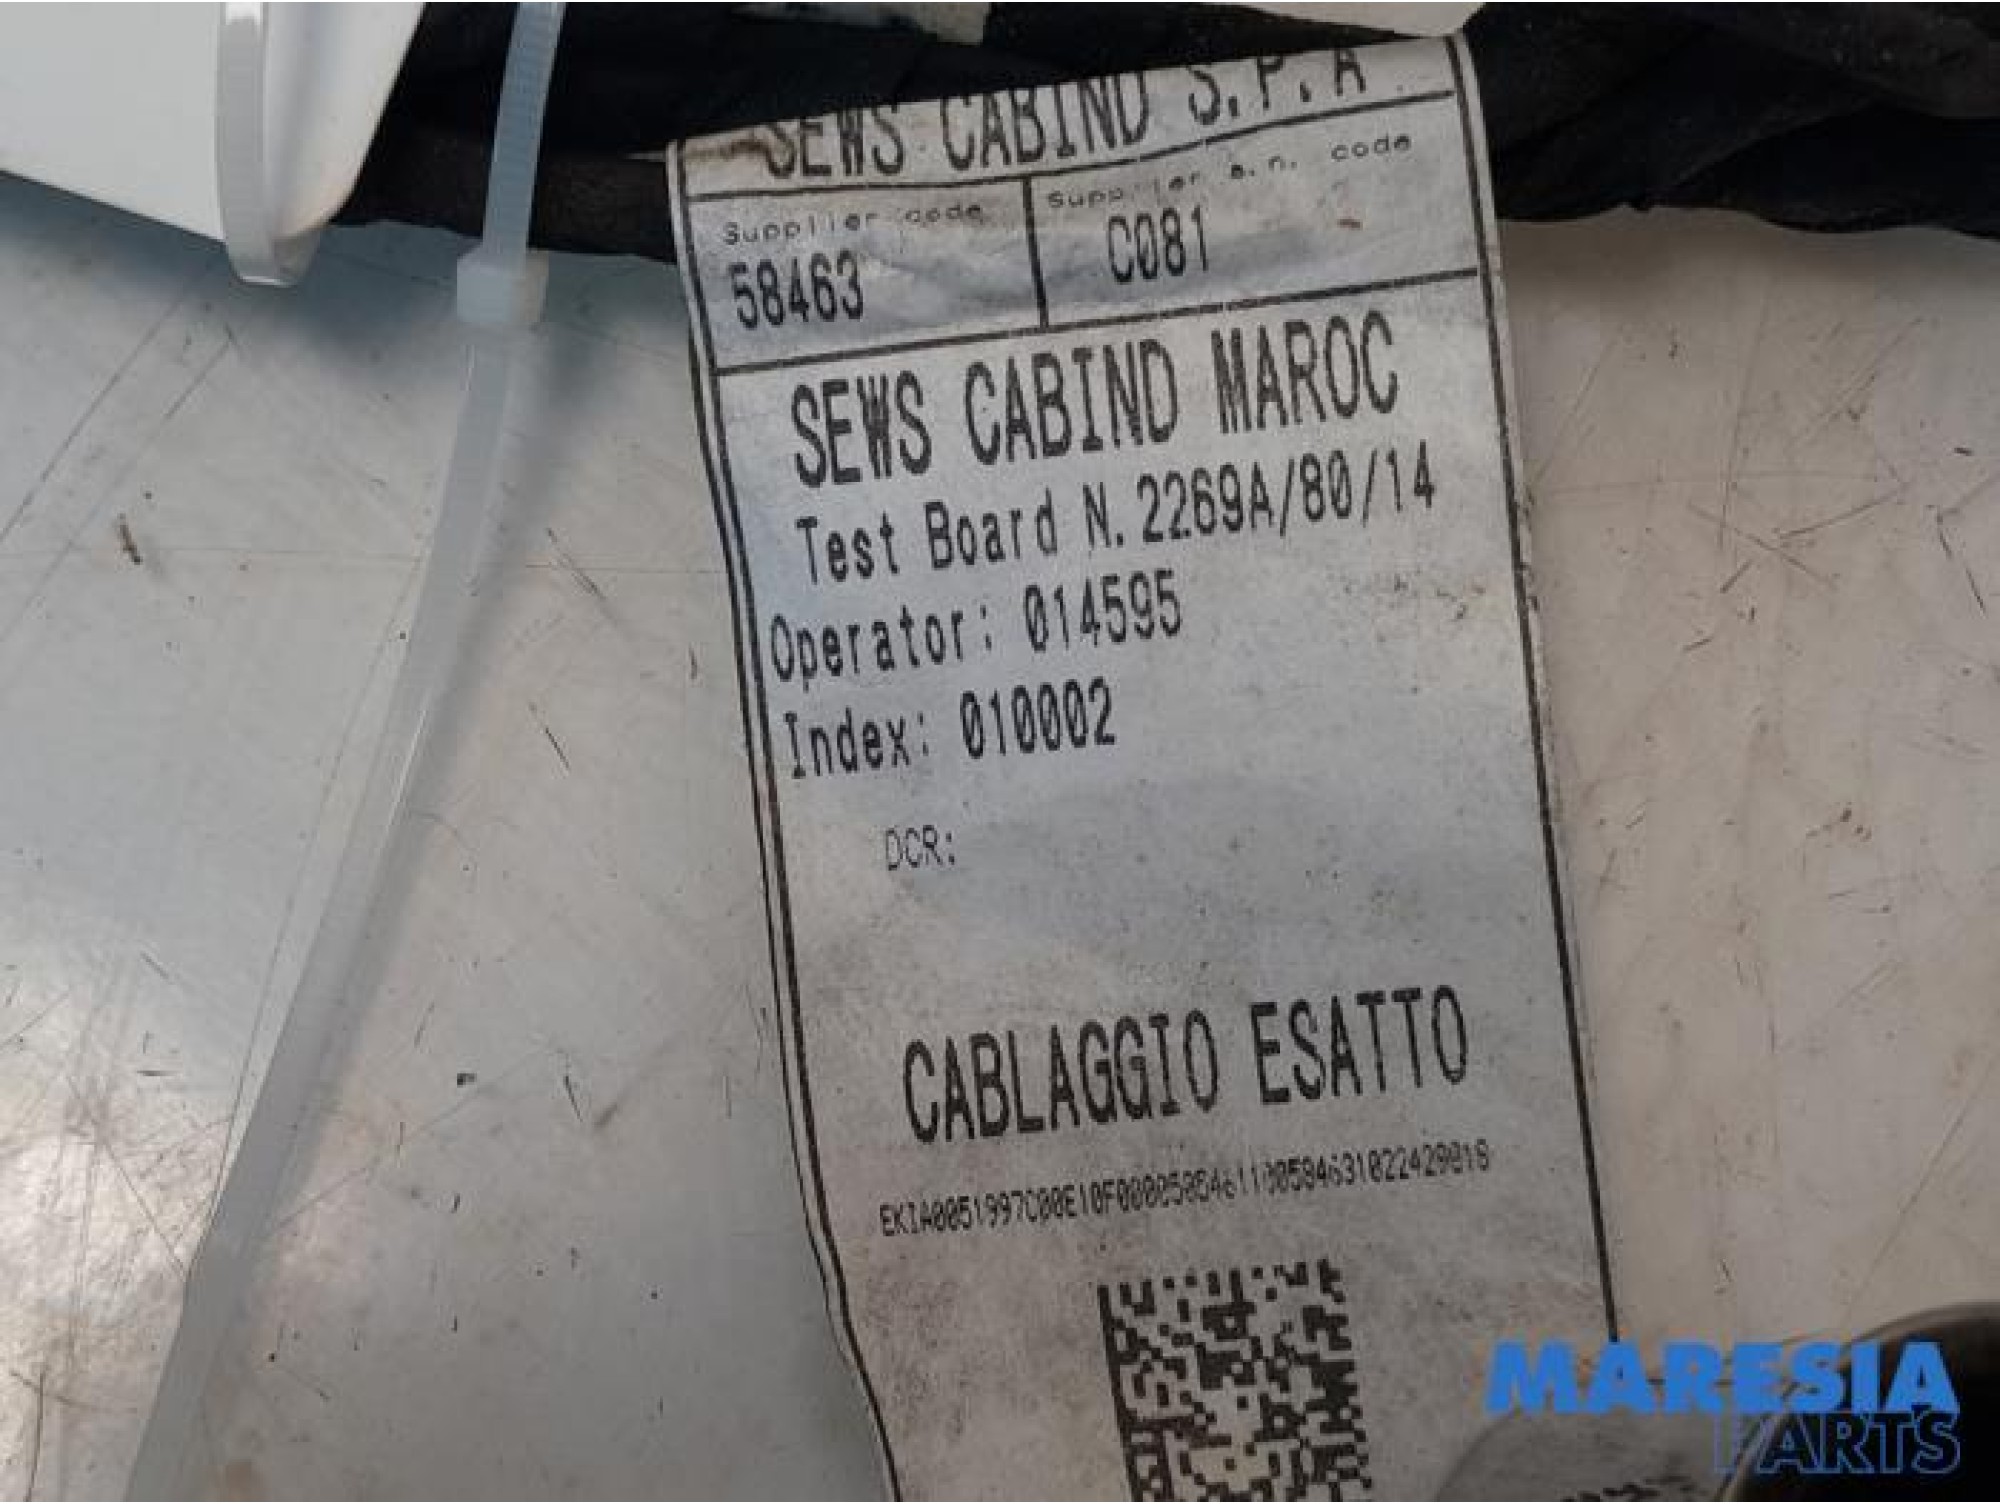 SEWS CABIND S.P.A.
Supplier code
Supplier s.n. code
58463
C081
SEWS CABIND MAROC
Test Board N.2269A/80/14
Operator: 014595
Index: 010002
DCR:
CABLAGGIO ESATTO
MARESIA
PARTS